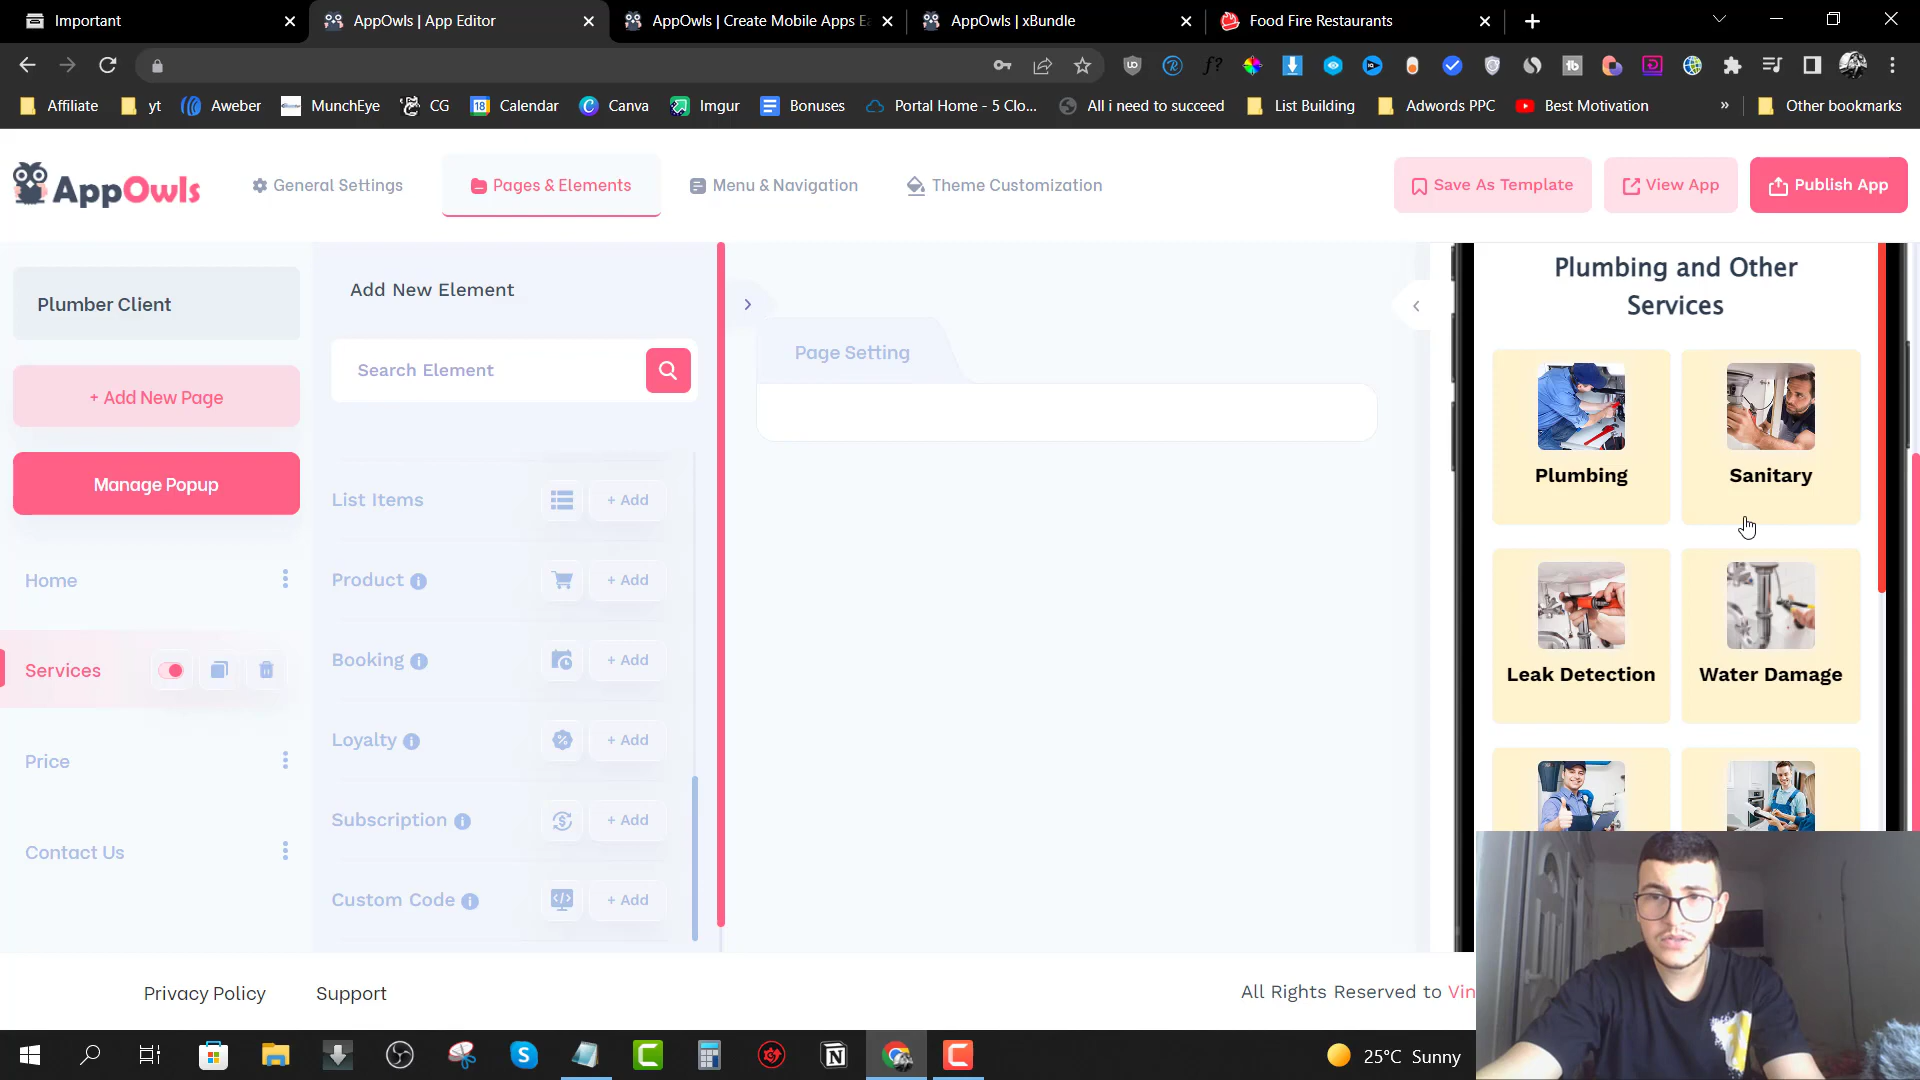 Important
AppOwls | App Editor
AppOwls | Create Mobile Apps Ea
AppOwls | xBundle
Food Fire Restaurants
Affiliate
yt
Aweber
MunchEye
CG
Calendar
Canva
Imgur
Bonuses
Portal Home - 5 Clo...
All i need to succeed
List Building
Adwords PPC
Best Motivation
»
Other bookmarks
AppOwls
General Settings
Pages & Elements
Menu & Navigation
Theme Customization
Save As Template
View App
Publish App
Plumber Client
+ Add New Page
Manage Popup
Home
Services
Price
Contact Us
Add New Element
Search Element
List Items
+ Add
Product
+ Add
Booking
+ Add
Loyalty
+ Add
Subscription
+ Add
Custom Code
+ Add
Page Setting
Plumbing and Other
Services
Plumbing
Sanitary
Leak Detection
Water Damage
Privacy Policy
Support
All Rights Reserved to Vin
25°C Sunny